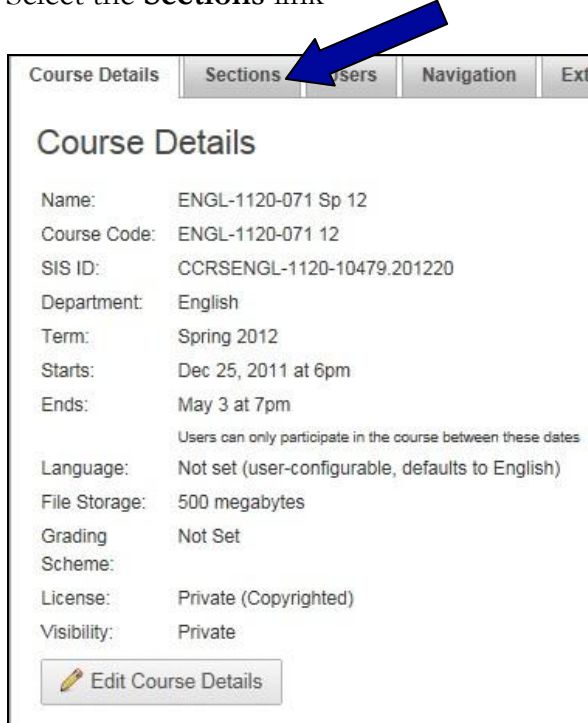 Select the Sections link
Course Details Sections Users Navigation Ext
Course Details
Name: ENGL-1120-071 Sp 12
Course Code: ENGL-1120-071 12
SIS ID: CCRSENGL-1120-10479.201220
Department: English
Term: Spring 2012
Starts: Dec 25, 2011 at 6pm
Ends: May 3 at 7pm
Users can only participate in the course between these dates
Language: Not set (user-configurable, defaults to English)
File Storage: 500 megabytes
Grading Not Set
Scheme:
License: Private (Copyrighted)
Visibility: Private
Edit Course Details